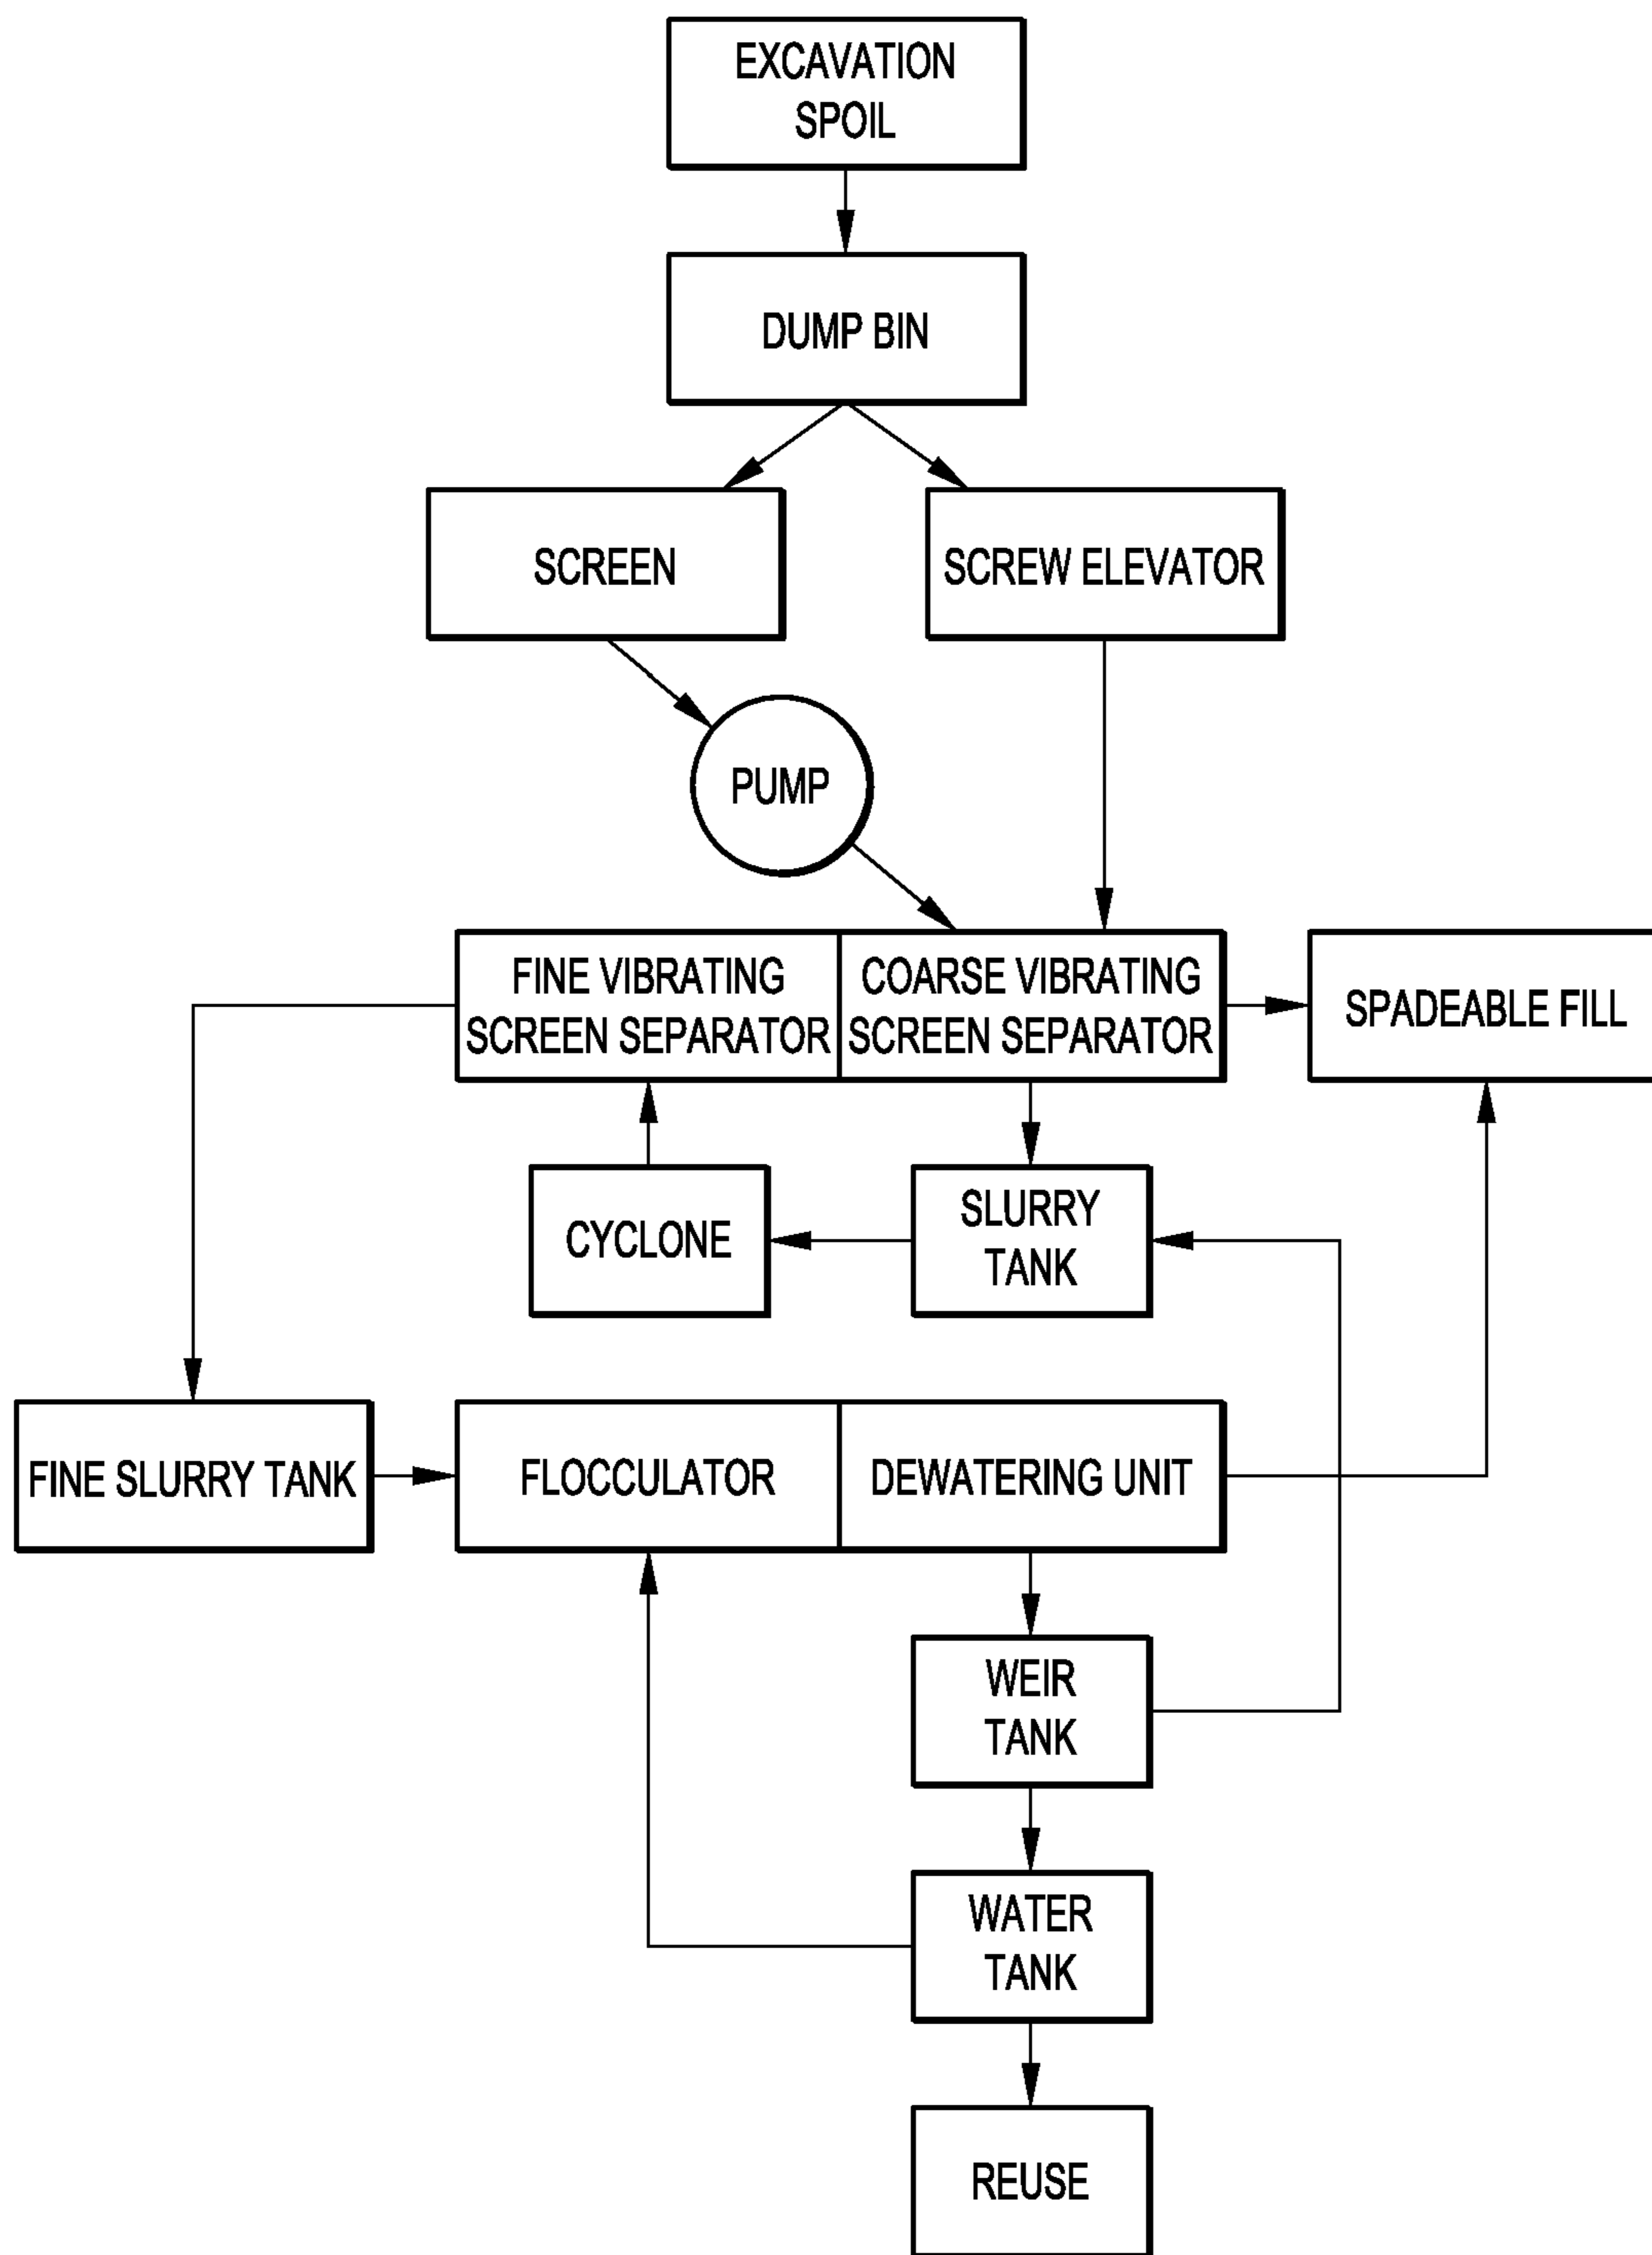 EXCAVATION
SPOIL
DUMP BIN
SCREEN
SCREW ELEVATOR
PUMP
FINE VIBRATING
SCREEN SEPARATOR
COARSE VIBRATING
SCREEN SEPARATOR
SPADEABLE FILL
CYCLONE
SLURRY
TANK
FINE SLURRY TANK
FLOCCULATOR
DEWATERING UNIT
WEIR
TANK
WATER
TANK
REUSE